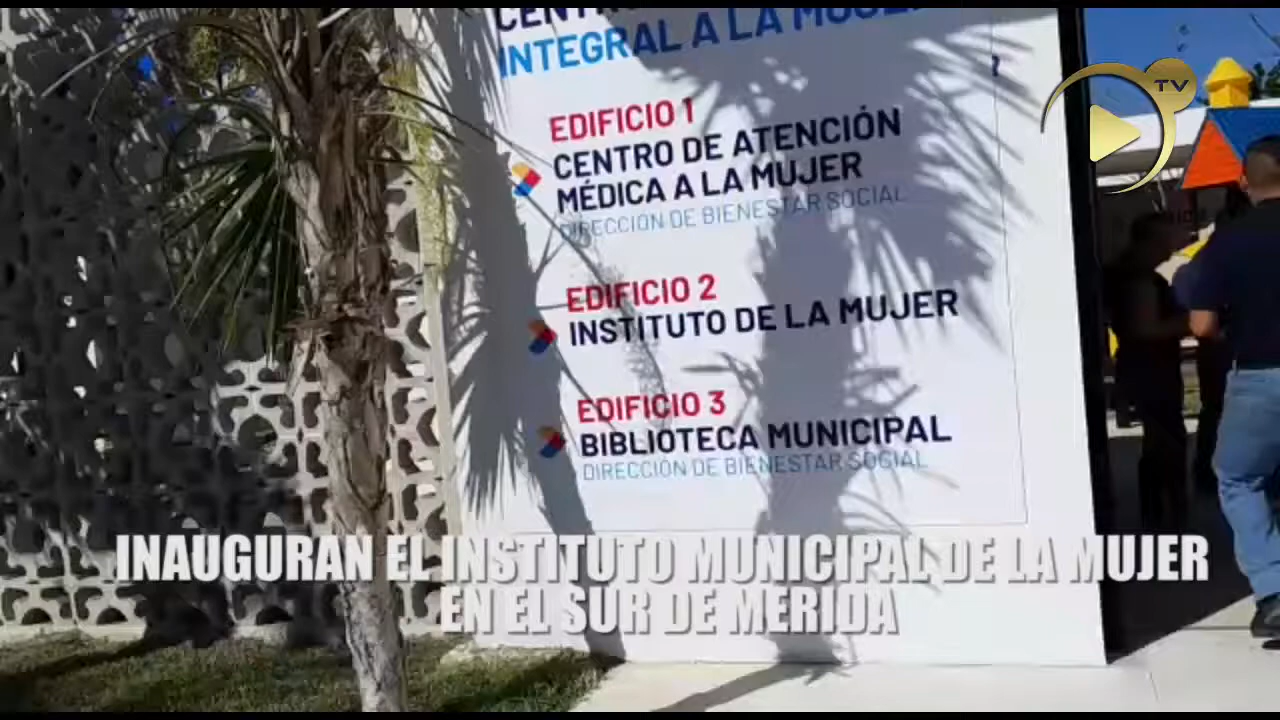 CENTRO
INTEGRAL A LA MUJER
EDIFICIO 1
CENTRO DE ATENCIÓN
MÉDICA A LA MUJER
DIRECCIÓN DE BIENESTAR SOCIAL
EDIFICIO 2
INSTITUTO DE LA MUJER
EDIFICIO 3
BIBLIOTECA MUNICIPAL
DIRECCIÓN DE BIENESTAR SOCIAL
TV
INAUGURAN EL INSTITUTO MUNICIPAL DE LA MUJER
EN EL SUR DE MERIDA